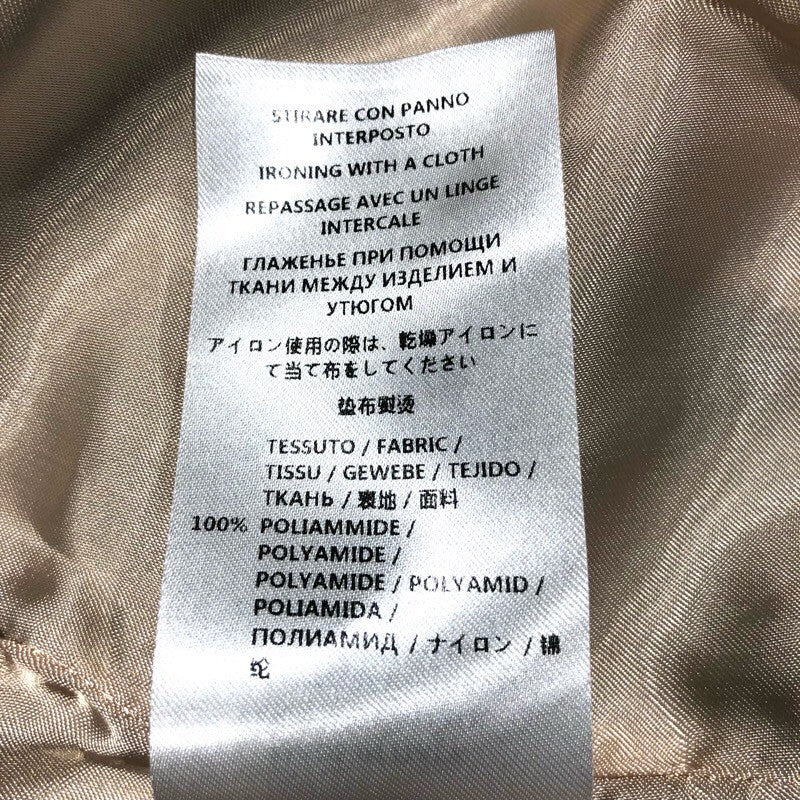 STIRARE CON PANNO
INTERPOSTO
IRONING WITH A CLOTH
REPASSAGE AVEC UN LINGE
INTERCALE
ГЛАЖЕНЬЕ ПРИ ПОМОЩИ
ТКАНИ МЕЖДУ ИЗДЕЛИЕМ И
УТЮГОМ
アイロン使用の際は、乾燥アイロンに
て当て布をしてください
垫布熨烫
TESSUTO / FABRIC /
TISSU / GEWEBE / TEJIDO /
ТКАНЬ / 表地 / 面料
100% POLIAMMIDE /
POLYAMIDE /
POLYAMIDE / POLYAMID /
POLIAMIDA /
ПОЛИАМИД / ナイロン / 锦
纶